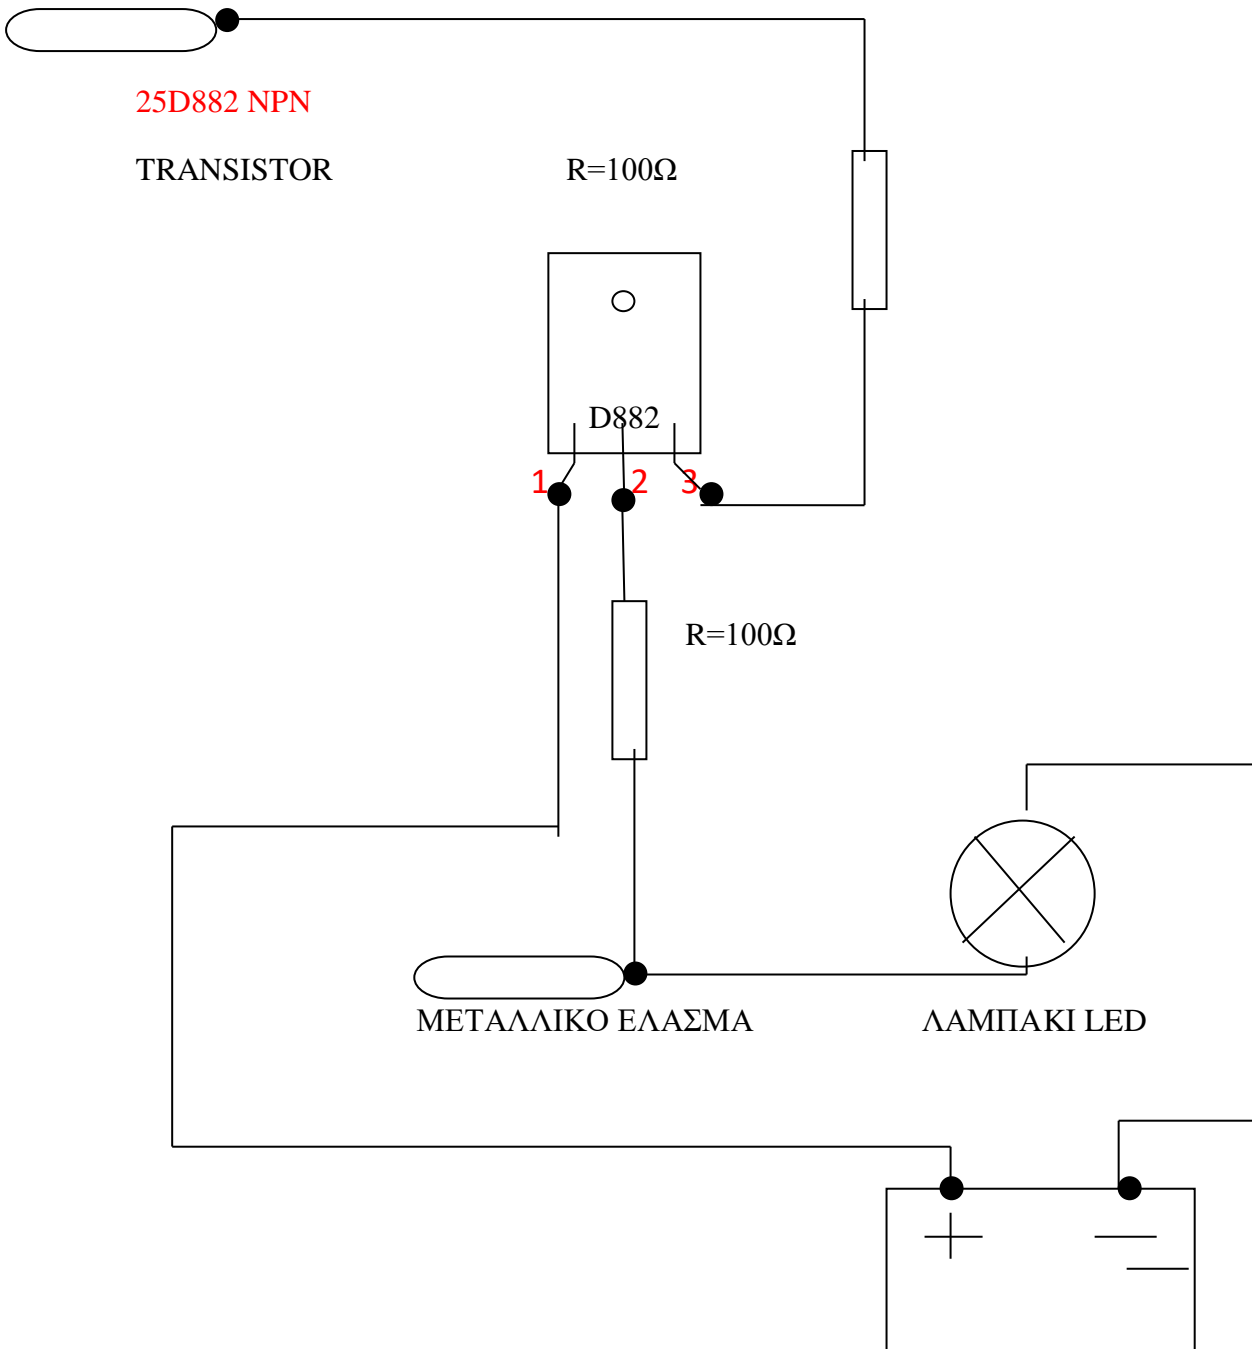 25D882 NPN
TRANSISTOR
R=100Ω
D882
1
2
3
R=100Ω
ΜΕΤΑΛΛΙΚΟ ΕΛΑΣΜΑ
ΛΑΜΠΑΚΙ LED